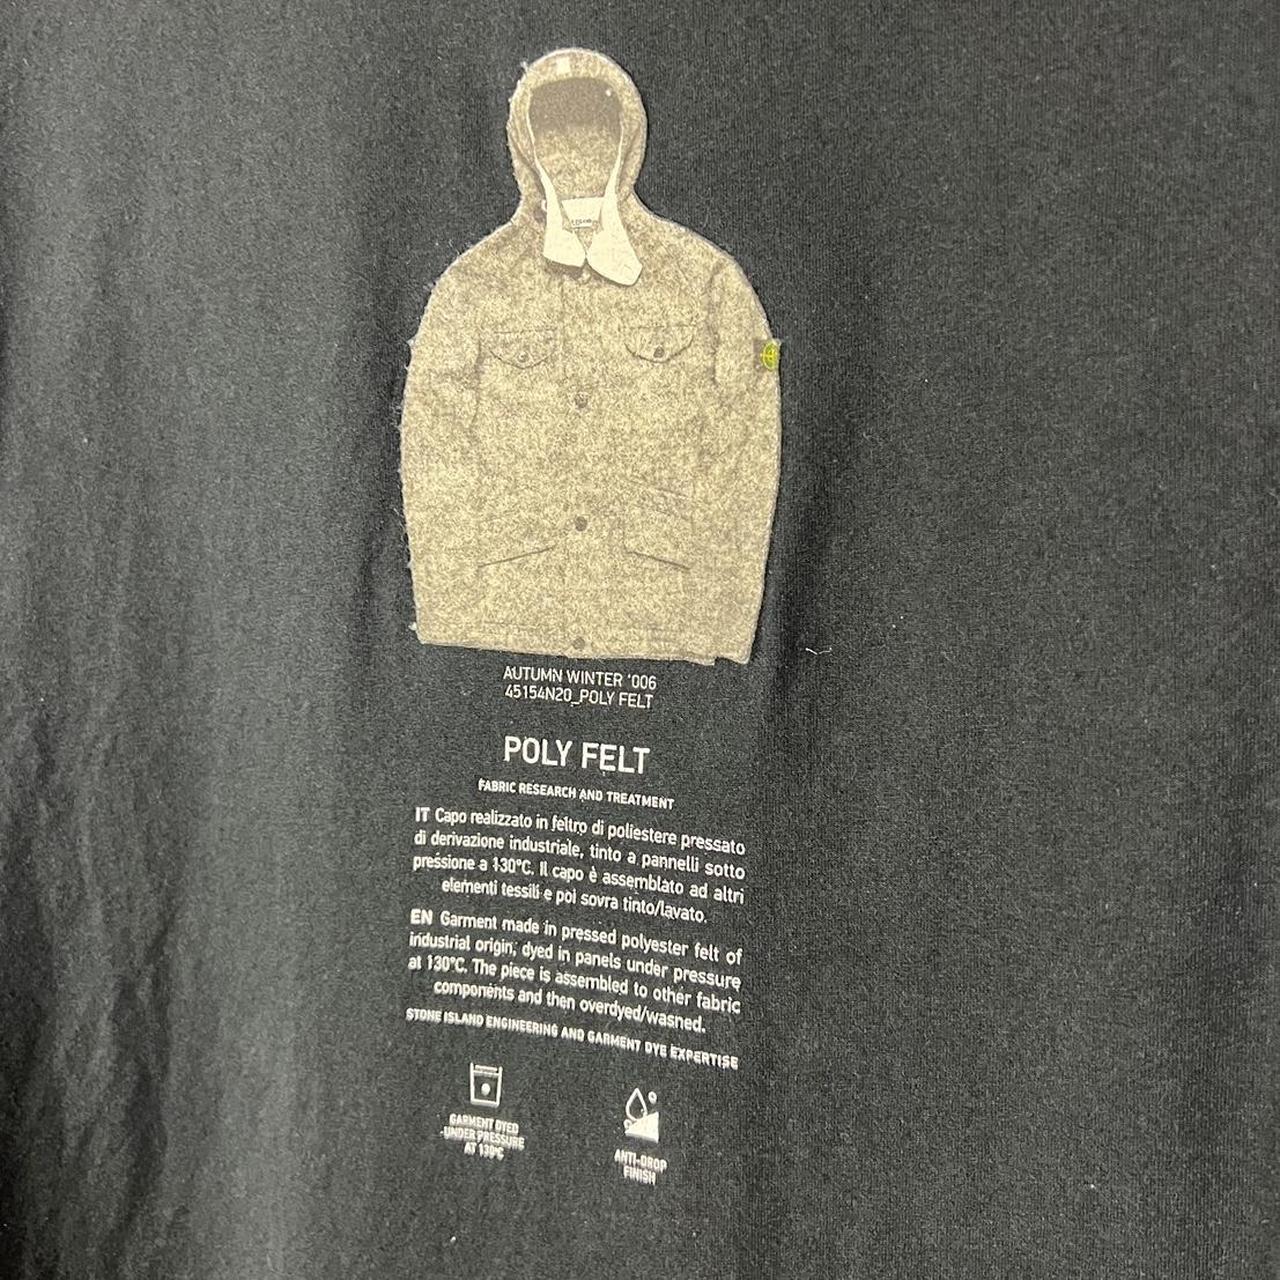 AUTUMN WINTER '006
45154N20_POLY FELT
POLY FELT
FABRIC RESEARCH AND TREATMENT
IT Capo realizzato in feltro di poliestere pressato
di derivazione industriale, tinto a pannelli sotto
pressione a 130°C. Il capo è assemblato ad altri
elementi tessili e poi sovra tinto/lavato.
EN Garment made in pressed polyester felt of
industrial origin, dyed in panels under pressure
at 130°C. The piece is assembled to other fabric
components and then overdyed/washed.
STONE ISLAND ENGINEERING AND GARMENT DYE EXPERTISE
GARMENT DYED
UNDER PRESSURE
AT 130°C
ANTI-DROP
FINISH